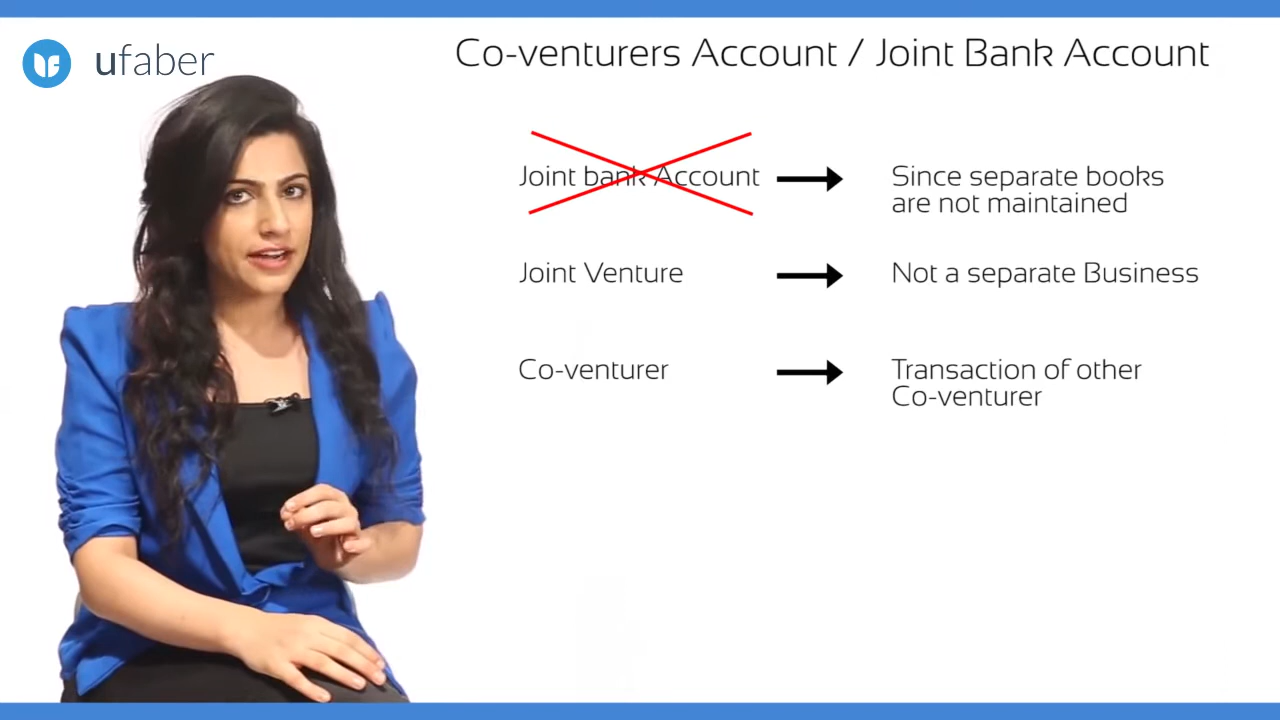 ufaber
Co-venturers Account / Joint Bank Account
Joint bank Account
Since separate books
are not maintained
Joint Venture
Not a separate Business
Co-venturer
Transaction of other
Co-venturer